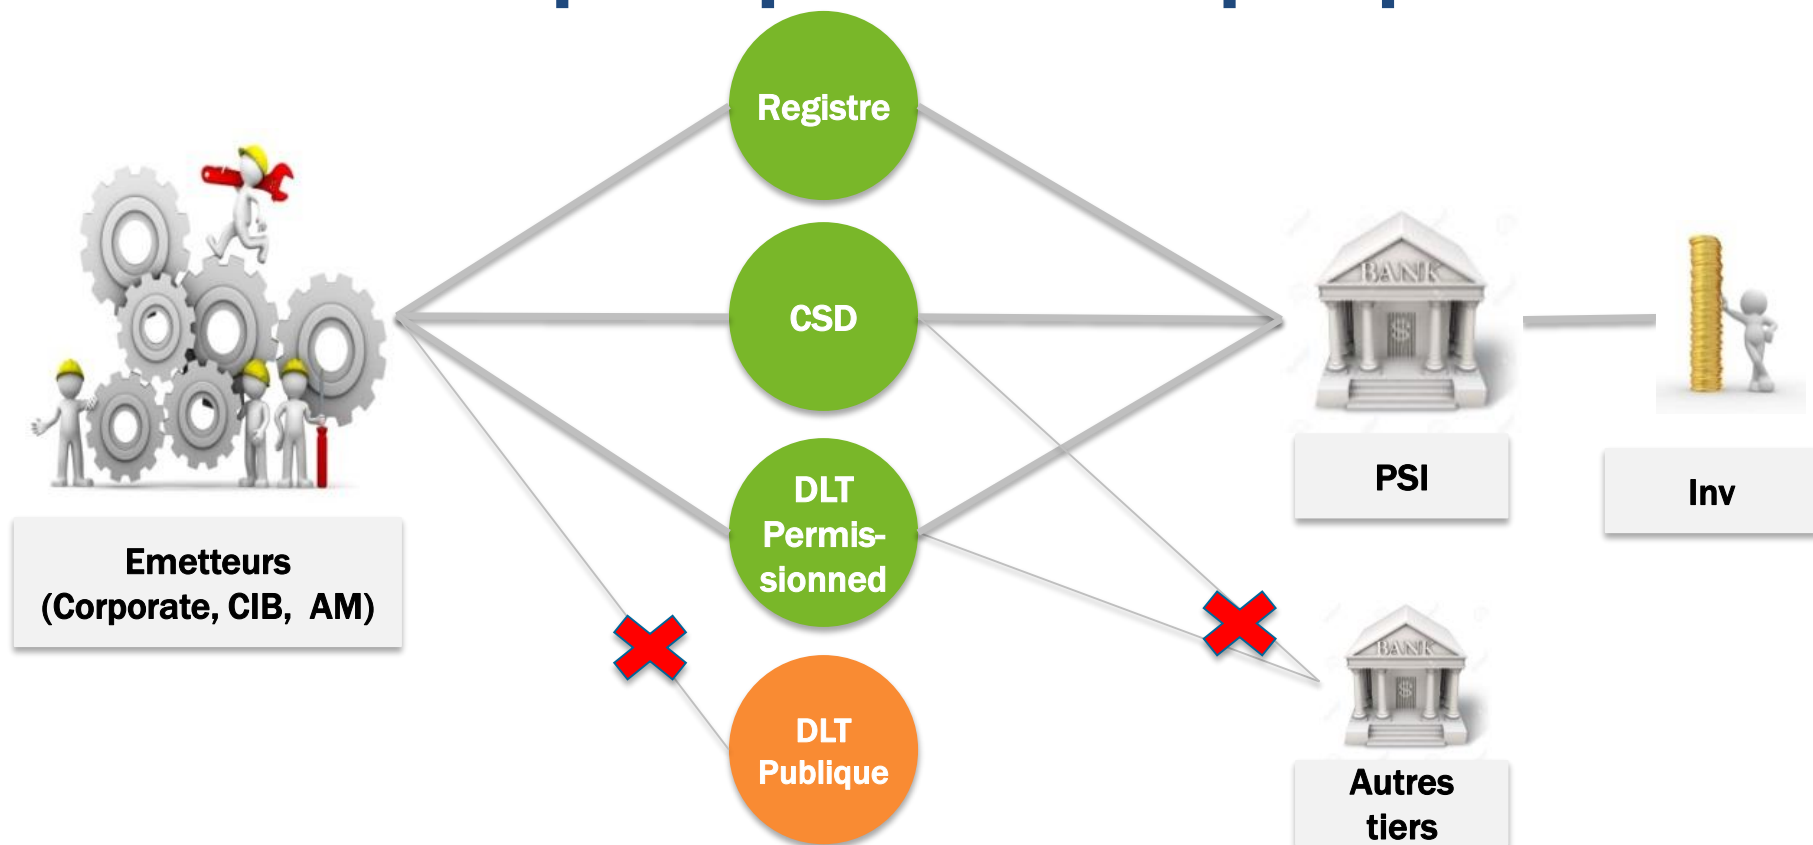 Registre
CSD
DLT
Permis-
sionned
DLT
Publique
Emetteurs
(Corporate, CIB, AM)
BANK
$
PSI
Inv
BANK
$
Autres
tiers